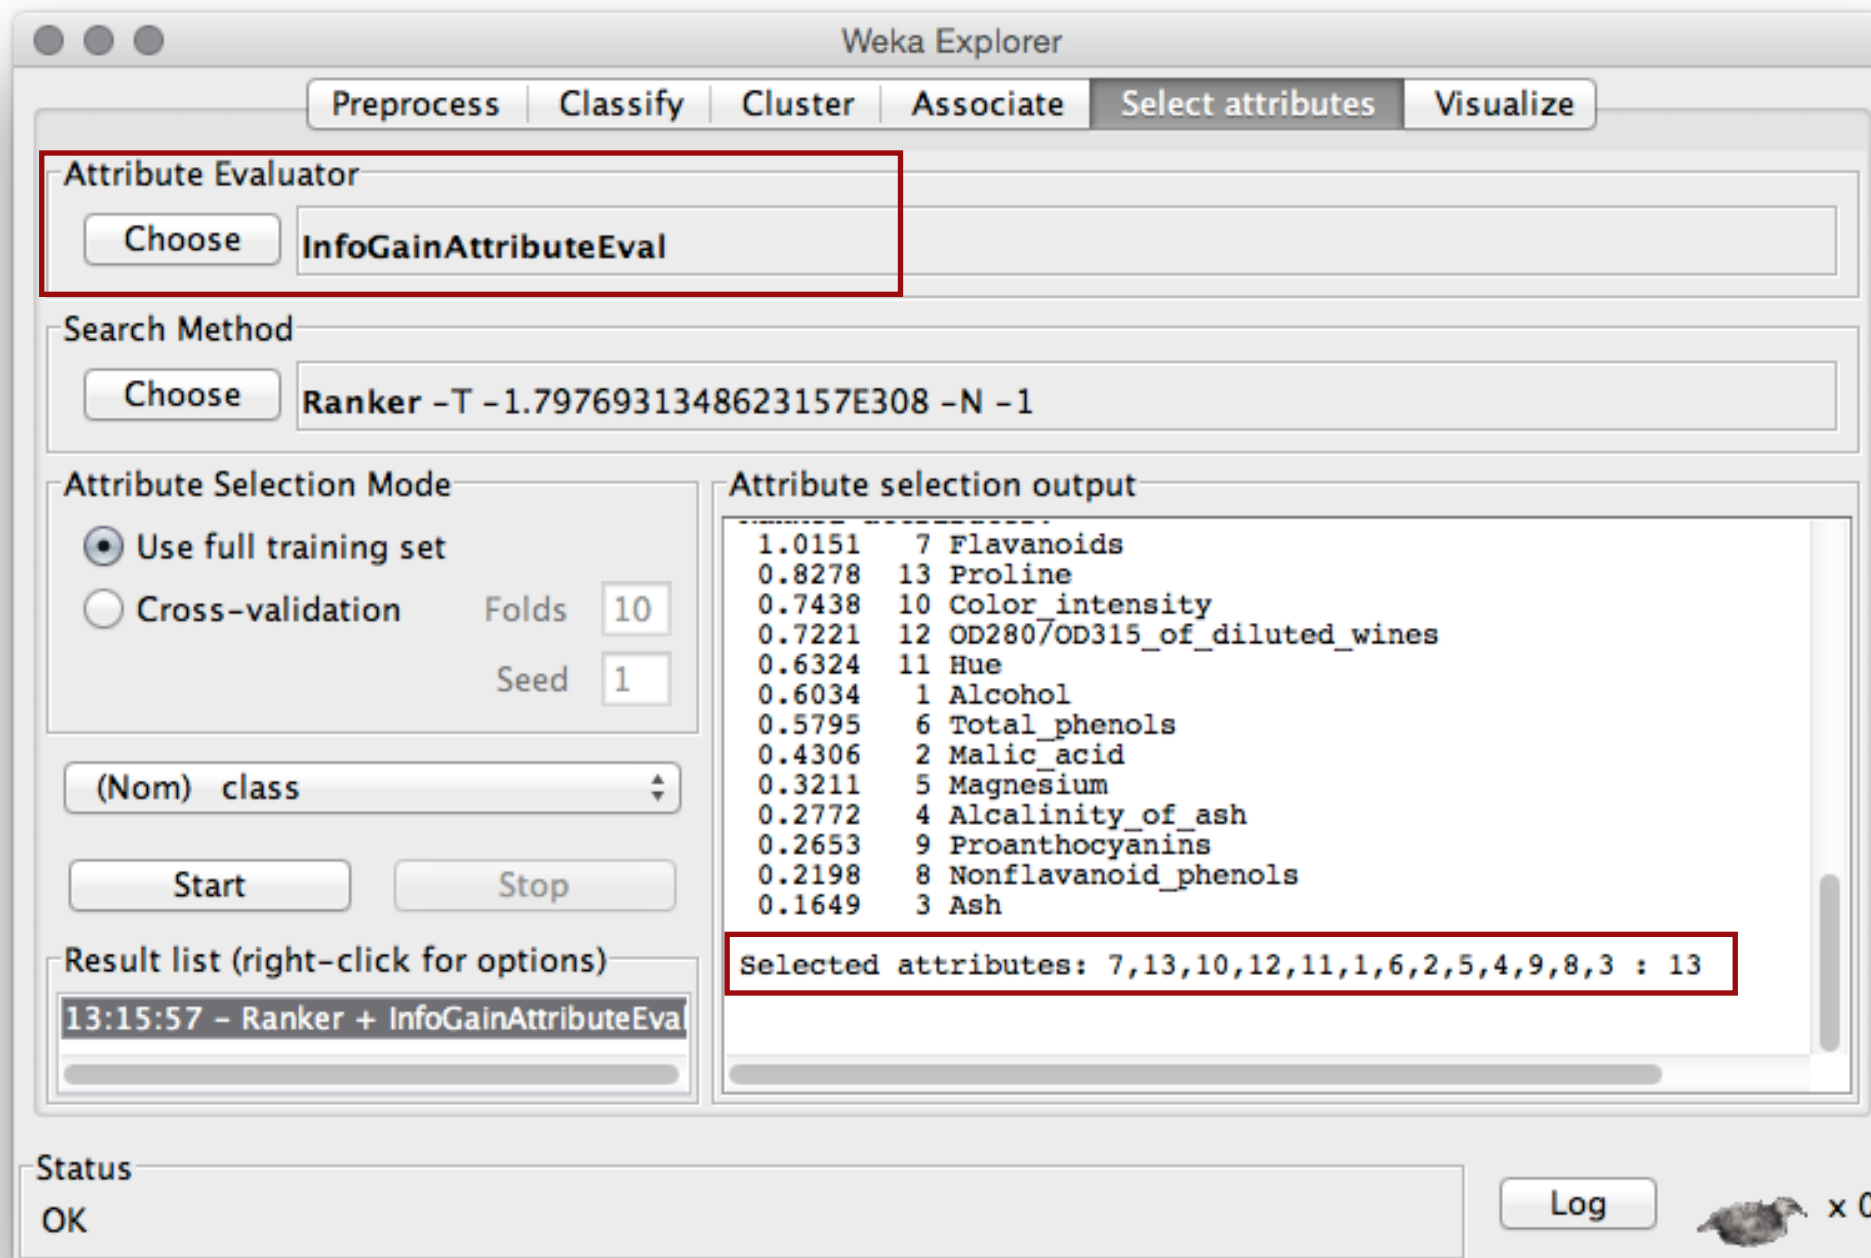 Weka Explorer
Preprocess Classify Cluster Associate Select attributes Visualize
Attribute Evaluator
Choose InfoGainAttributeEval
Search Method
Choose Ranker -T -1.7976931348623157E308 -N -1
Attribute Selection Mode
Use full training set
Cross-validation Folds 10
Seed 1
(Nom) class
Start Stop
Result list (right-click for options)
13:15:57 - Ranker + InfoGainAttributeEval
Attribute selection output
1.0151 7 Flavanoids
0.8278 13 Proline
0.7438 10 Color_intensity
0.7221 12 OD280/OD315_of_diluted_wines
0.6324 11 Hue
0.6034 1 Alcohol
0.5795 6 Total_phenols
0.4306 2 Malic_acid
0.3211 5 Magnesium
0.2772 4 Alcalinity_of_ash
0.2653 9 Proanthocyanins
0.2198 8 Nonflavanoid_phenols
0.1649 3 Ash
Selected attributes: 7,13,10,12,11,1,6,2,5,4,9,8,3 : 13
Status
OK
Log x 0